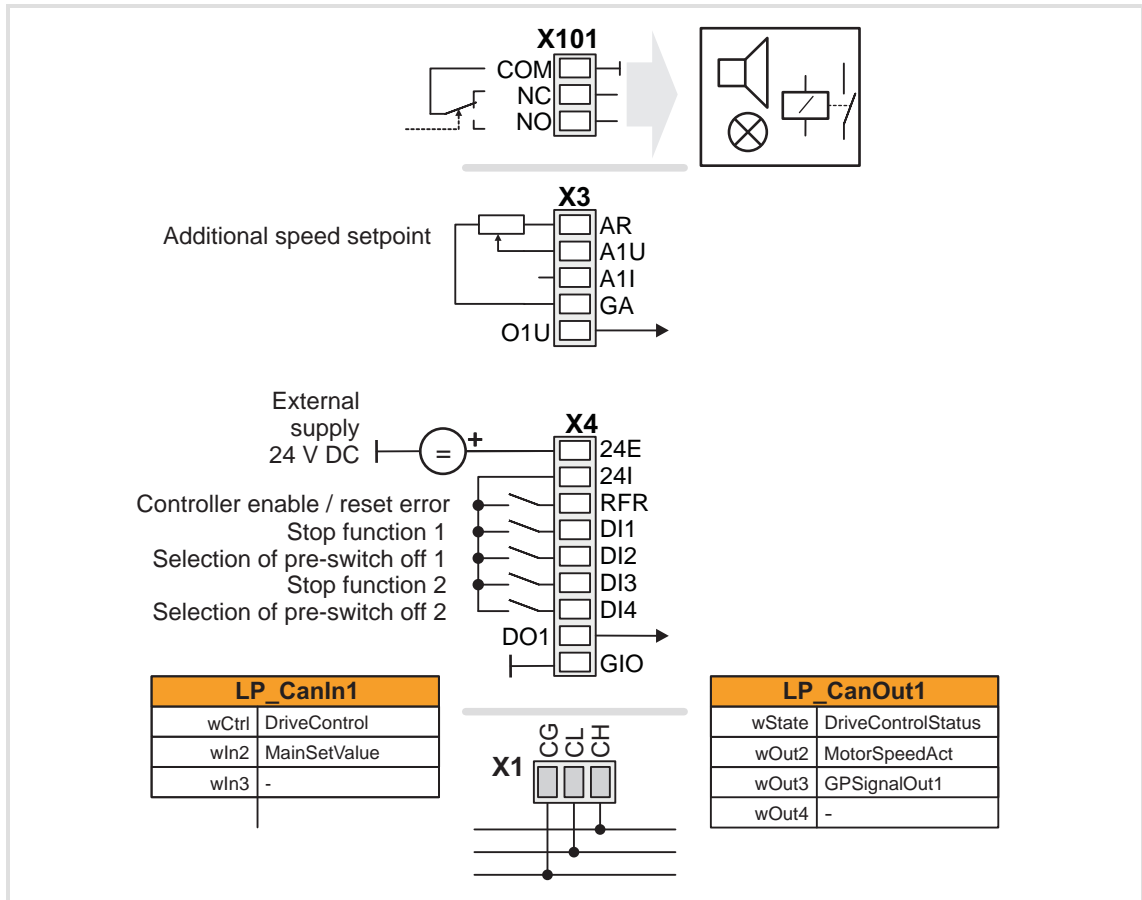 X101
COM
NC
NO
X3
Additional speed setpoint
AR
A1U
A1I
GA
O1U
External
supply
24 V DC
=
+
X4
24E
24I
Controller enable / reset error
RFR
Stop function 1
DI1
Selection of pre-switch off 1
DI2
Stop function 2
DI3
Selection of pre-switch off 2
DI4
DO1
GIO
LP_CanIn1
wCtrl DriveControl
wIn2 MainSetValue
wIn3 -
X1
CG
CL
CH
LP_CanOut1
wState DriveControlStatus
wOut2 MotorSpeedAct
wOut3 GPSignalOut1
wOut4 -